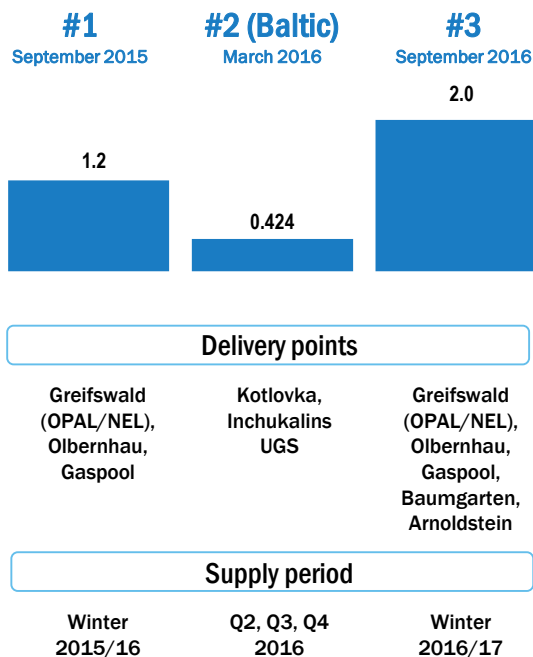 #1 #2 (Baltic) #3
September 2015 March 2016 September 2016
2.0
1.2
0.424
Delivery points
Greifswald Kotlovka, Greifswald
(OPAL/NEL), Inchukalins (OPAL/NEL),
Olbernhau, UGS Olbernhau,
Gaspool Gaspool,
Baumgarten,
Arnoldstein
Supply period
Winter Q2, Q3, Q4 Winter
2015/16 2016 2016/17